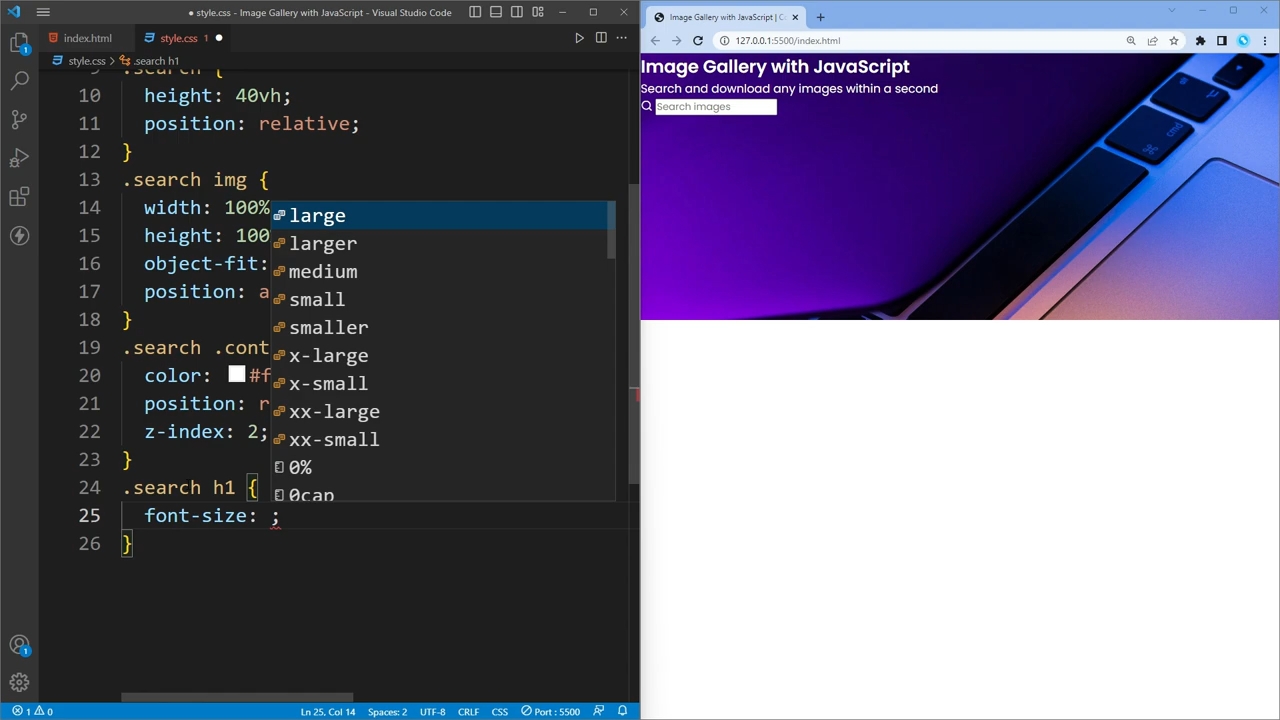 style.css - Image Gallery with JavaScript - Visual Studio Code
index.html
style.css 1
style.css > .search h1
.search {
10 height: 40vh;
11 position: relative;
12 }
13 .search img {
14 width: 100%
15 height: 100
16 object-fit:
17 position: a
18 }
19 .search .cont
20 color: #f
21 position: r
22 z-index: 2;
23 }
24 .search h1 {
25 font-size: ;
26 }
large
larger
medium
small
smaller
x-large
x-small
xx-large
xx-small
0%
0cap
1
1
1 0
Ln 25, Col 14
Spaces: 2
UTF-8
CRLF
CSS
Port : 5500
Image Gallery with JavaScript | C
127.0.0.1:5500/index.html
Image Gallery with JavaScript
Search and download any images within a second
Search images
cmd